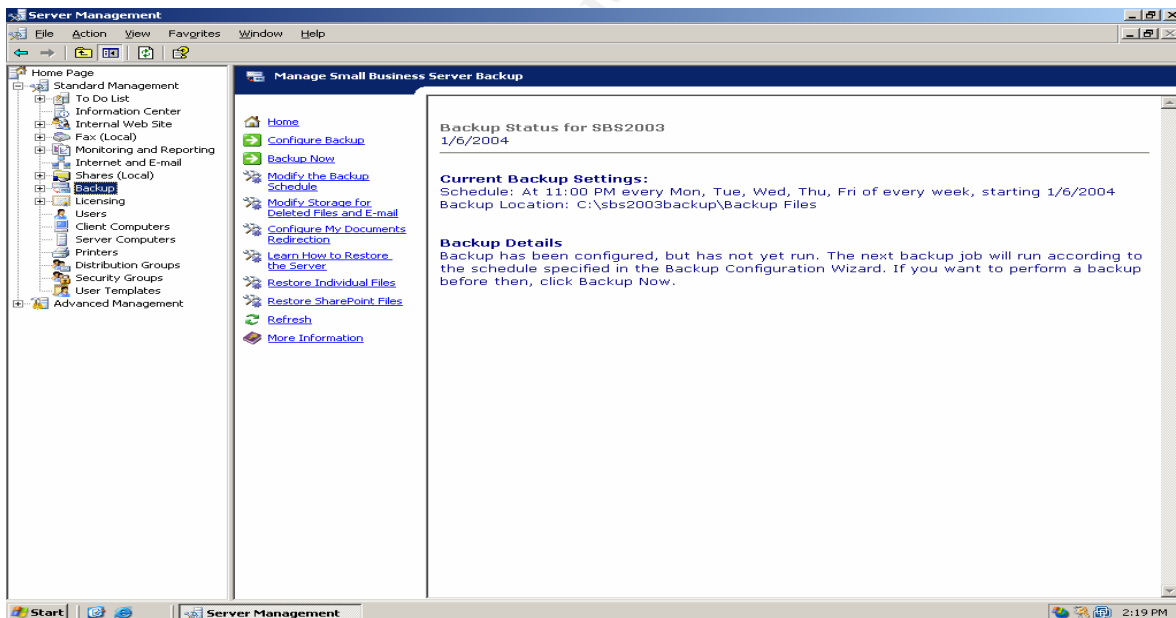 Server Management
File Action View Favorites Window Help
Home Page
Standard Management
To Do List
Information Center
Internal Web Site
Fax (Local)
Monitoring and Reporting
Internet and E-mail
Shares (Local)
Backup
Licensing
Users
Client Computers
Server Computers
Printers
Distribution Groups
Security Groups
User Templates
Advanced Management
Manage Small Business Server Backup
Home
Configure Backup
Backup Now
Modify the Backup
Schedule
Modify Storage for
Deleted Files and E-mail
Configure My Documents
Redirection
Learn How to Restore
the Server
Restore Individual Files
Restore SharePoint Files
Refresh
More Information
Backup Status for SBS2003
1/6/2004
Current Backup Settings:
Schedule: At 11:00 PM every Mon, Tue, Wed, Thu, Fri of every week, starting 1/6/2004
Backup Location: C:\sbs2003backup\Backup Files
Backup Details
Backup has been configured, but has not yet run. The next backup job will run according to
the schedule specified in the Backup Configuration Wizard. If you want to perform a backup
before then, click Backup Now.
Start
Server Management
2:19 PM